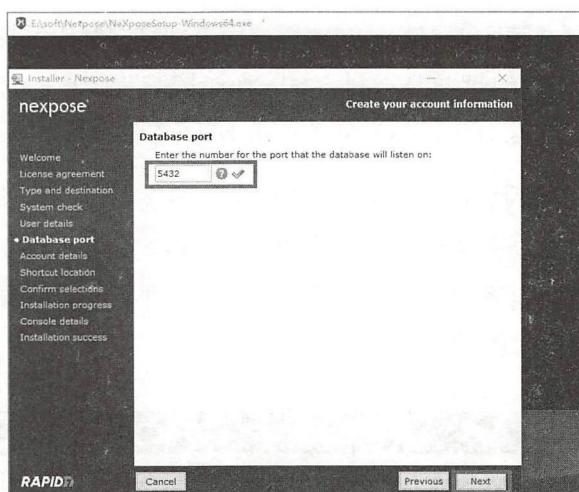 E:\soft\Netpose\NeXposeSetup-Windows64.exe
Installer - Nexpose
nexpose
Create your account information
Database port
Enter the number for the port that the database will listen on:
5432
Welcome
License agreement
Type and destination
System check
User details
• Database port
Account details
Shortcut location
Confirm selections
Installation progress
Console details
Installation success
RAPID7
Cancel
Previous
Next